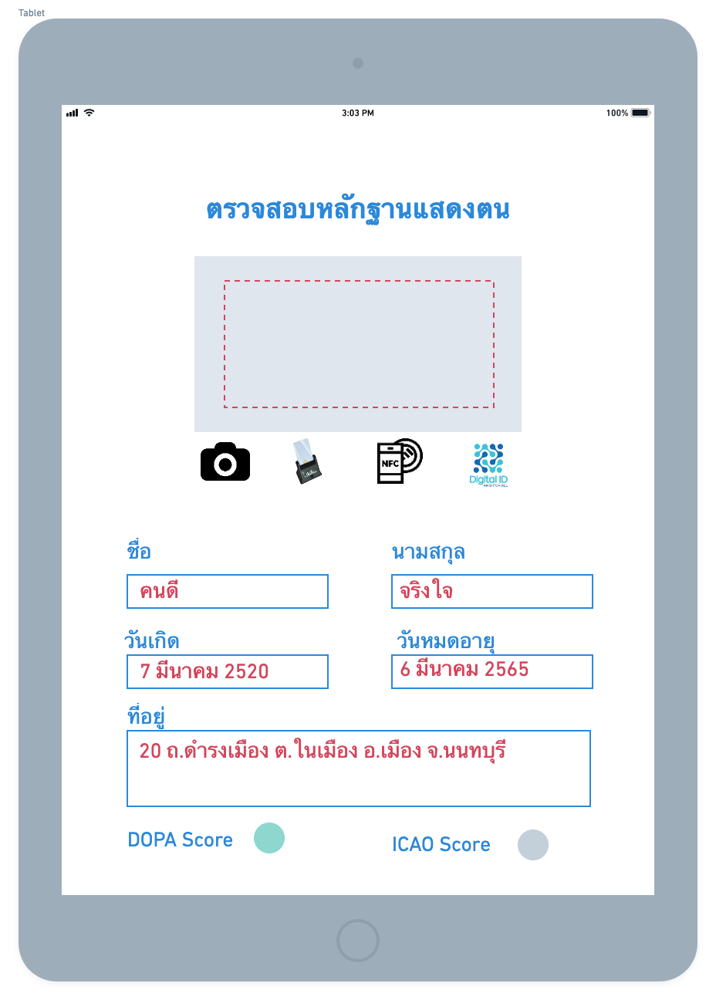 Tablet
3:03 PM
100%
ตรวจสอบหลักฐานแสดงตน
NFC
Digital ID
AN ID FOR ALL
ชื่อ
นามสกุล
คนดี
จริงใจ
วันเกิด
วันหมดอายุ
7 มีนาคม 2520
6 มีนาคม 2565
ที่อยู่
20 ถ.ดำรงเมือง ต.ในเมือง อ.เมือง จ.นนทบุรี
DOPA Score
ICAO Score